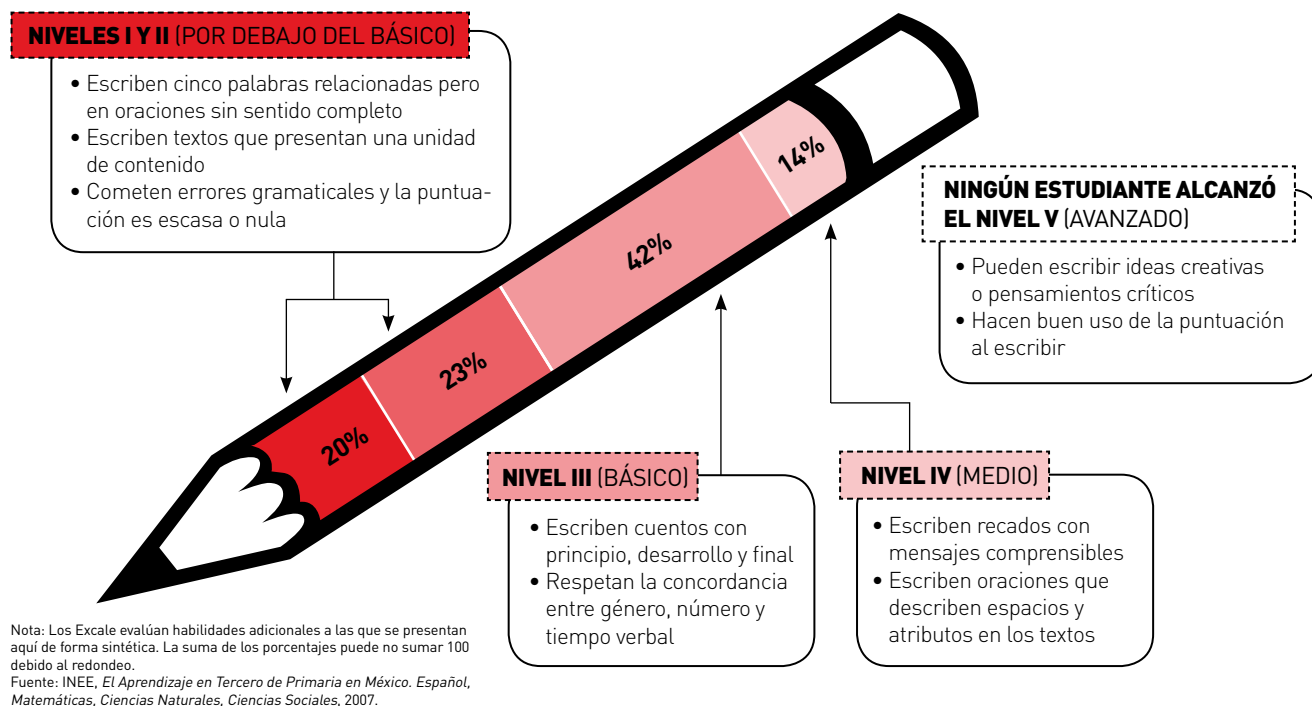 NIVELES I Y II (POR DEBAJO DEL BÁSICO)
• Escriben cinco palabras relacionadas pero
en oraciones sin sentido completo
• Escriben textos que presentan una unidad
de contenido
• Cometen errores gramaticales y la puntua-
ción es escasa o nula
14%
42%
23%
20%
NINGÚN ESTUDIANTE ALCANZÓ
EL NIVEL V (AVANZADO)
• Pueden escribir ideas creativas
o pensamientos críticos
• Hacen buen uso de la puntuación
al escribir
NIVEL III (BÁSICO)
• Escriben cuentos con
principio, desarrollo y final
• Respetan la concordancia
entre género, número y
tiempo verbal
NIVEL IV (MEDIO)
• Escriben recados con
mensajes comprensibles
• Escriben oraciones que
describen espacios y
atributos en los textos
Nota: Los Excale evalúan habilidades adicionales a las que se presentan
aquí de forma sintética. La suma de los porcentajes puede no sumar 100
debido al redondeo.
Fuente: INEE, El Aprendizaje en Tercero de Primaria en México. Español,
Matemáticas, Ciencias Naturales, Ciencias Sociales, 2007.